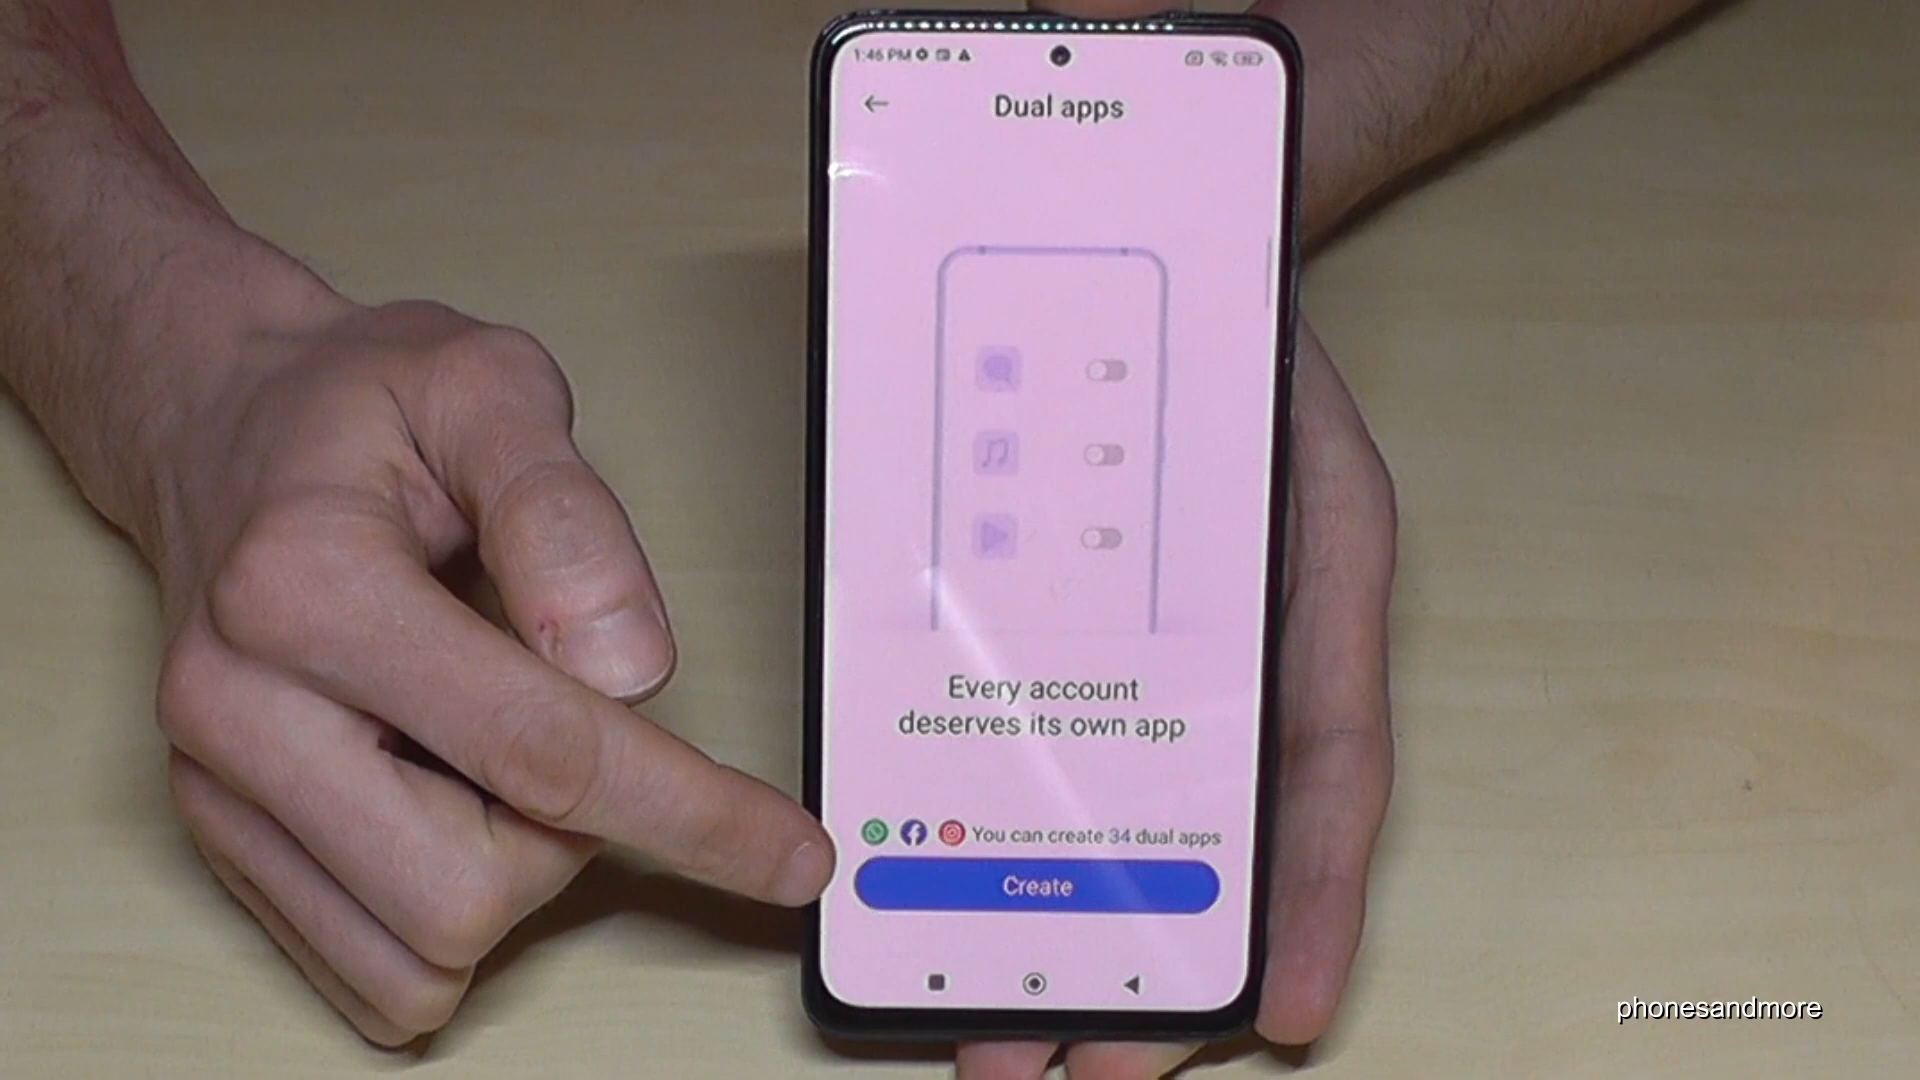 1:46 PM
Dual apps
Every account
deserves its own app
You can create 34 dual apps
Create
phonesandmore